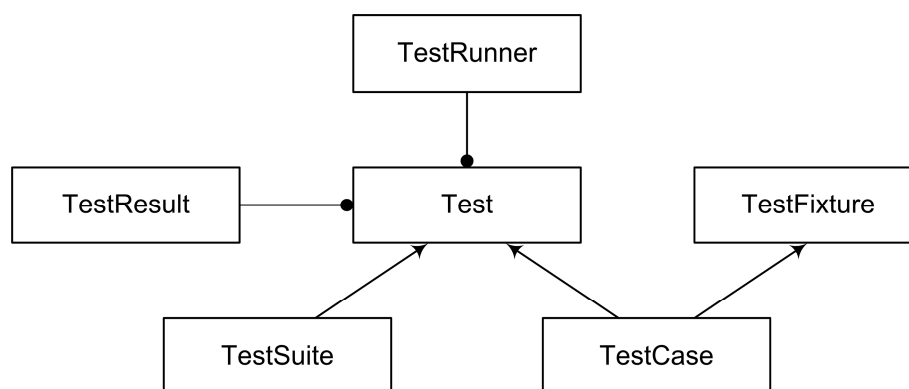 TestRunner
TestResult
Test
TestFixture
TestSuite
TestCase